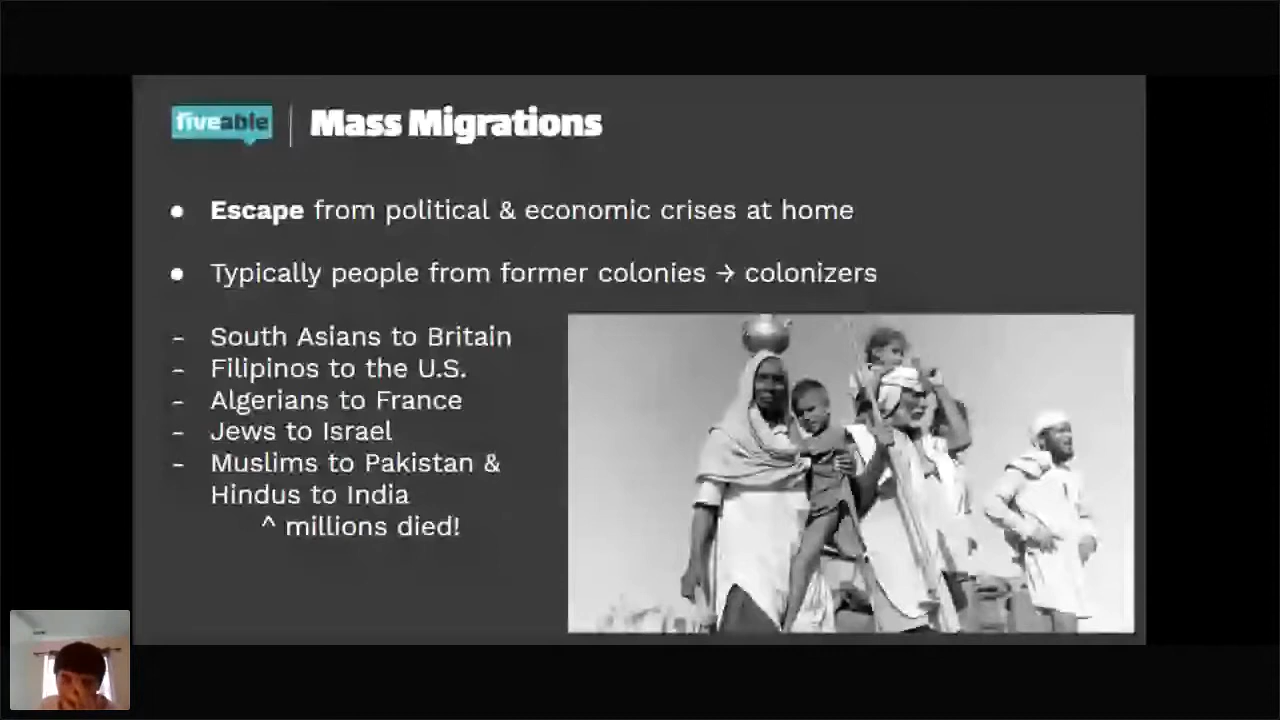 fiveable
Mass Migrations
● Escape from political & economic crises at home
● Typically people from former colonies → colonizers
- South Asians to Britain
- Filipinos to the U.S.
- Algerians to France
- Jews to Israel
- Muslims to Pakistan &
Hindus to India
^ millions died!